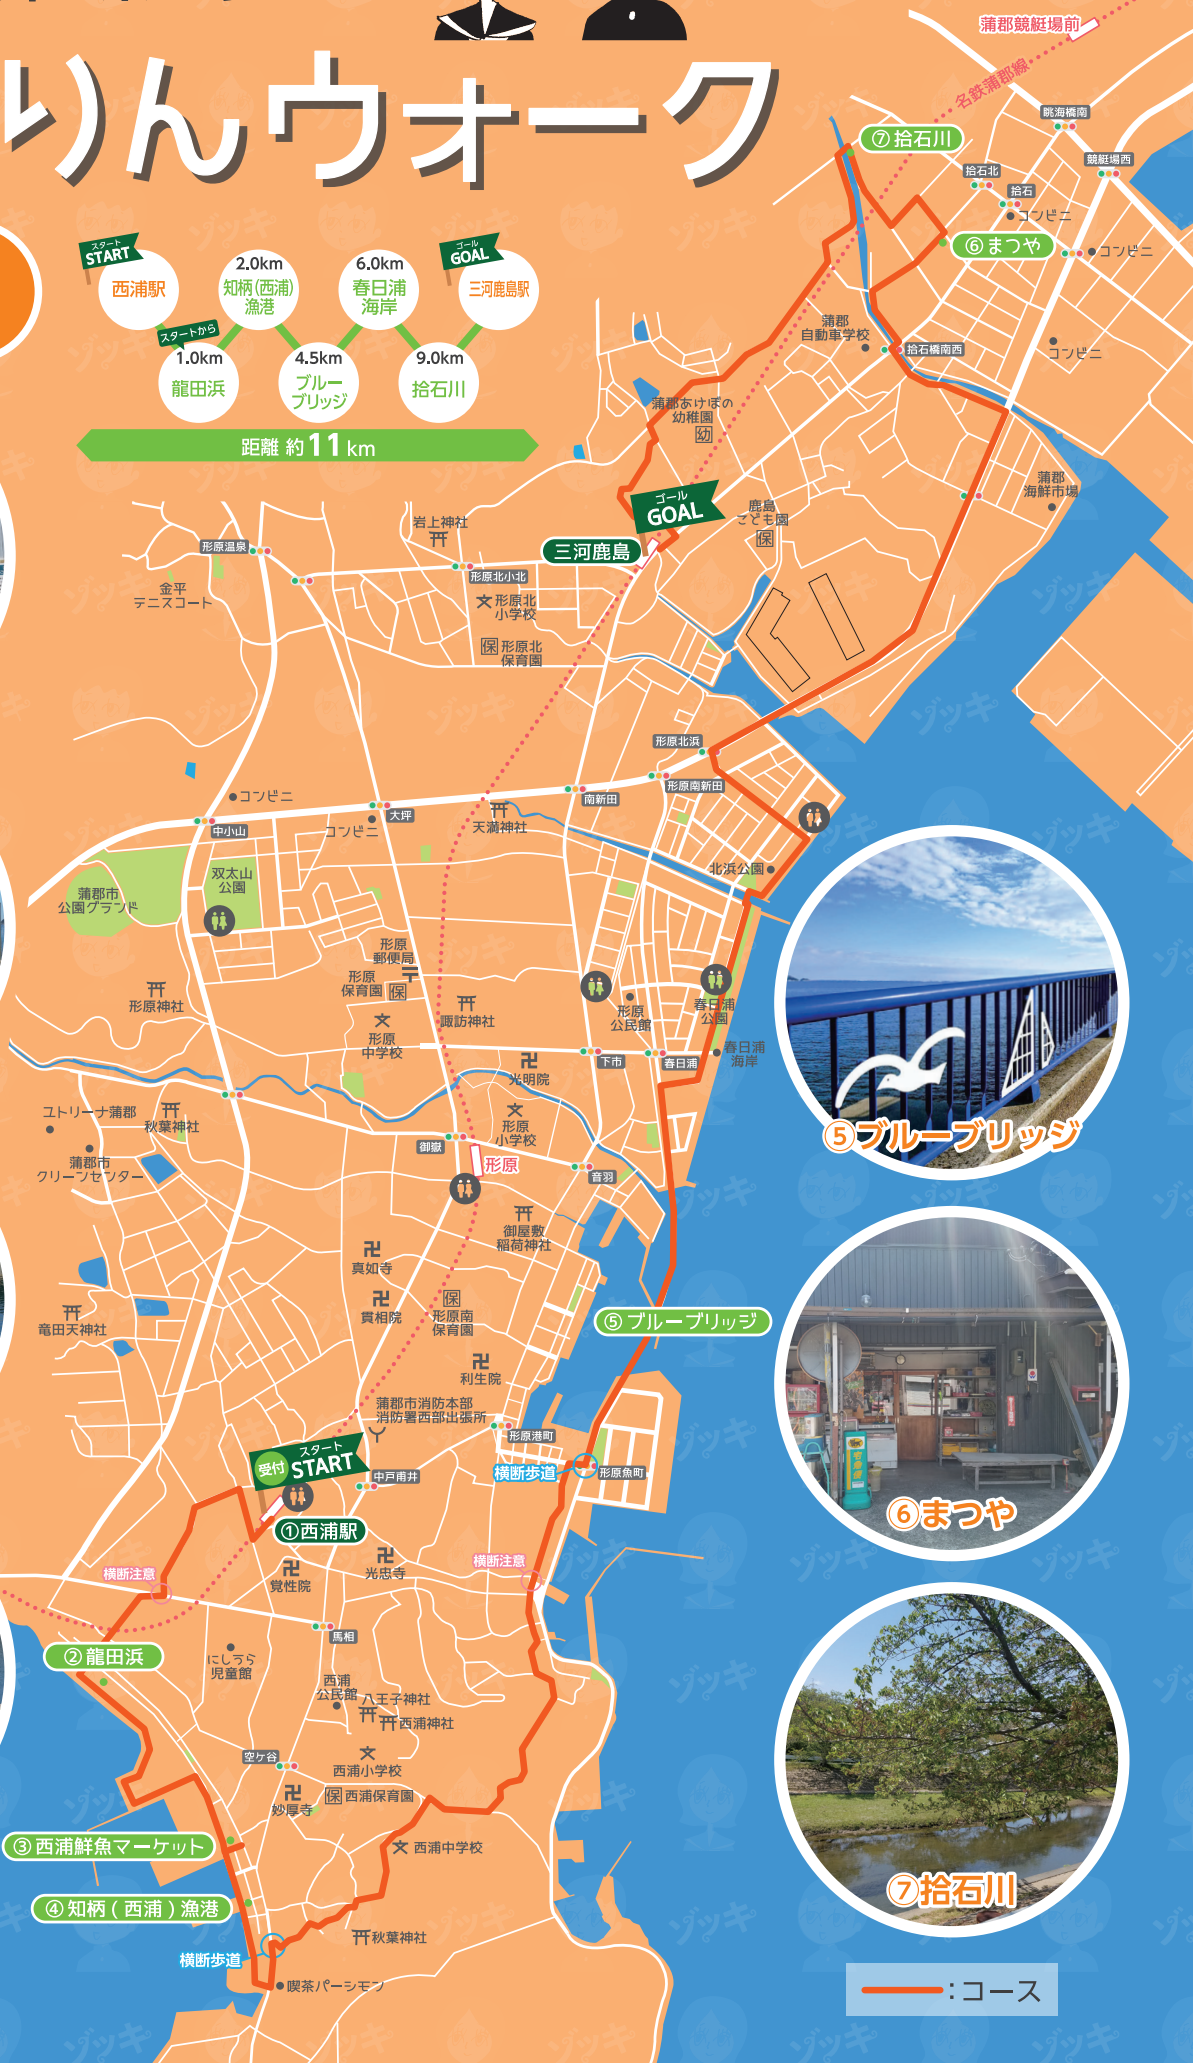 りんウォーク
蒲郡競艇場前
名鉄蒲郡線
眺海橋南
競艇場西
⑦拾石川
拾石北
拾石
コンビニ
⑥まつや
コンビニ
スタート
START
西浦駅
2.0km
知柄(西浦)
漁港
6.0km
春日浦
海岸
ゴール
GOAL
三河鹿島駅
スタートから
1.0km
龍田浜
4.5km
ブルー
ブリッジ
9.0km
拾石川
距離 約11km
蒲郡
自動車学校
拾石橋南西
コンビニ
蒲郡あけぼの
幼稚園
幼
蒲郡
海鮮市場
ゴール
GOAL
鹿島
こども園
保
三河鹿島
岩上神社
形原温泉
形原北小北
金平
テニスコート
形原北
小学校
保 形原北
保育園
形原北浜
形原南新田
南新田
コンビニ
大坪
コンビニ
中小山
天満神社
北浜公園
双太山
公園
蒲郡市
公園グランド
形原
郵便局
形原
保育園 保
形原神社
諏訪神社
形原
中学校
形原
公民館
春日浦
公園
春日浦
海岸
下市
春日浦
光明院
ユトリーナ蒲郡
秋葉神社
形原
小学校
御嶽
形原
音羽
蒲郡市
クリーンセンター
御屋敷
稲荷神社
真如寺
貫相院
保
形原南
保育園
竜田天神社
利生院
⑤ブルーブリッジ
⑤ブルーブリッジ
蒲郡市消防本部
消防署西部出張所
形原港町
横断歩道
形原魚町
受付
スタート
START
中戸甫井
①西浦駅
横断注意
横断注意
覚性院
光忠寺
馬相
②龍田浜
にしうら
児童館
西浦
公民館
八王子神社
西浦神社
空ケ谷
西浦小学校
妙厚寺
保 西浦保育園
③西浦鮮魚マーケット
西浦中学校
④知柄(西浦)漁港
横断歩道
秋葉神社
喫茶パーシモン
⑥まつや
⑦拾石川
:コース